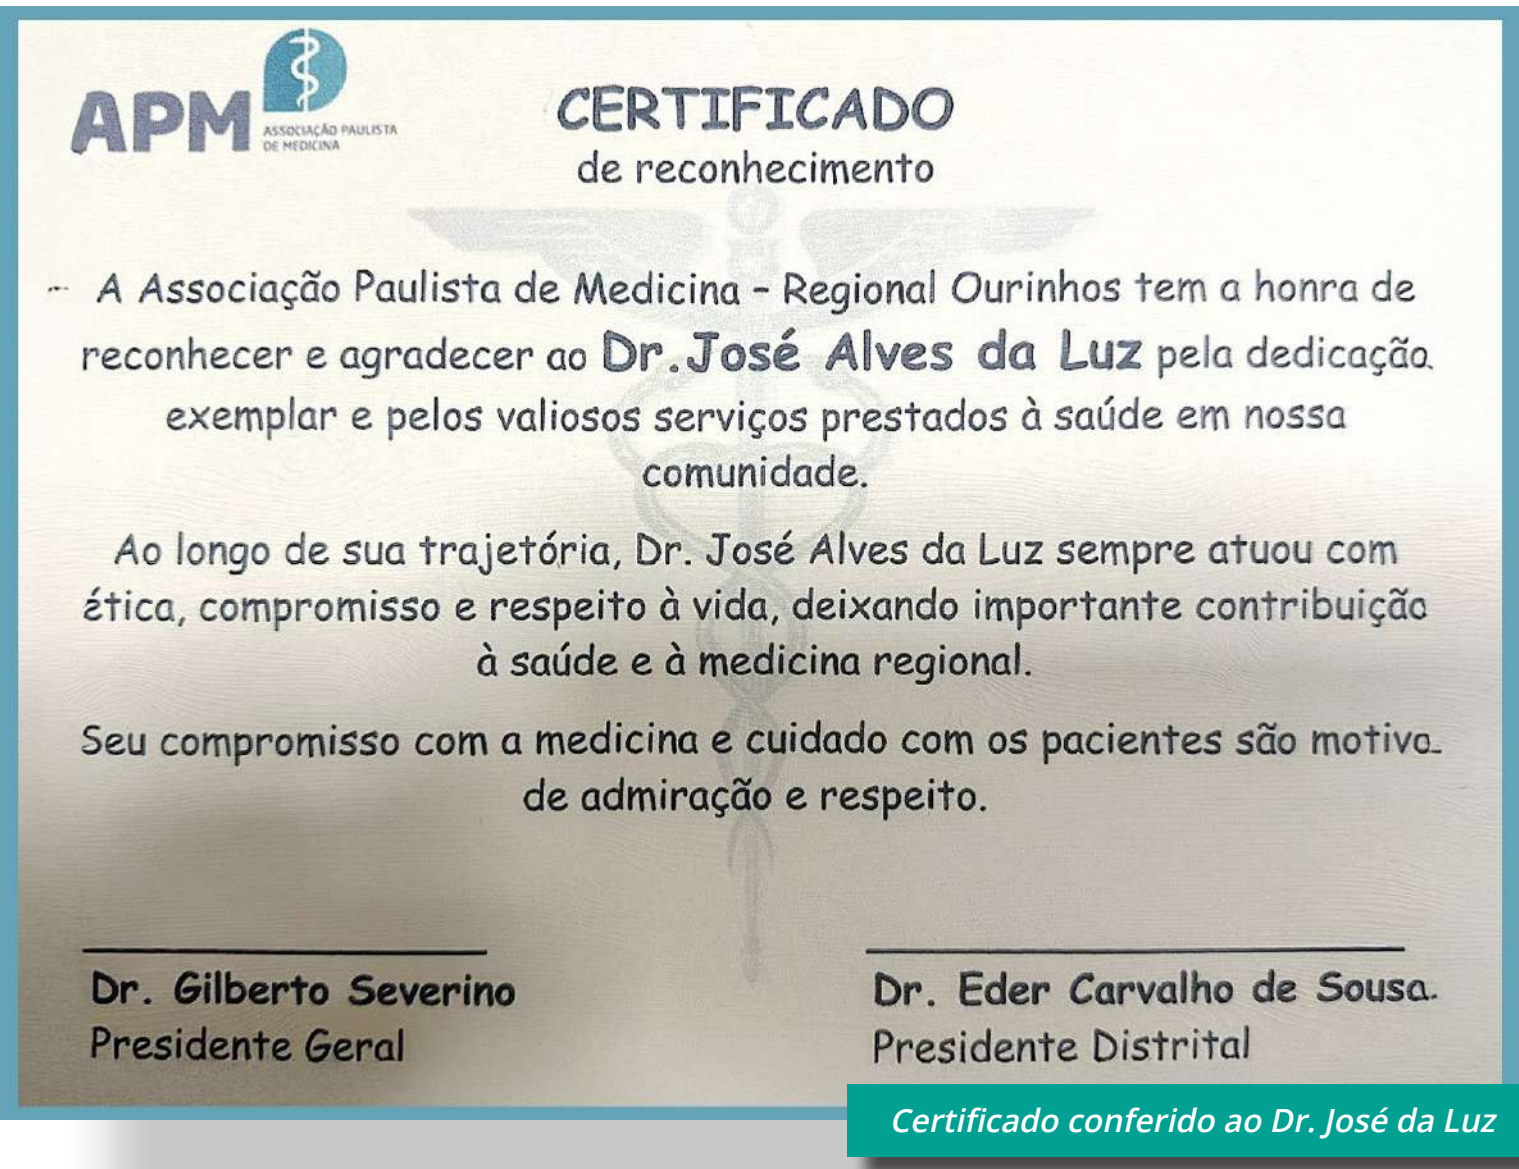 APM
ASSOCIAÇÃO PAULISTA
DE MEDICINA
CERTIFICADO
de reconhecimento
A Associação Paulista de Medicina - Regional Ourinhos tem a honra de
reconhecer e agradecer ao Dr. José Alves da Luz pela dedicação
exemplar e pelos valiosos serviços prestados à saúde em nossa
comunidade.
Ao longo de sua trajetória, Dr. José Alves da Luz sempre atuou com
ética, compromisso e respeito à vida, deixando importante contribuição
à saúde e à medicina regional.
Seu compromisso com a medicina e cuidado com os pacientes são motivo
de admiração e respeito.
Dr. Gilberto Severino
Presidente Geral
Dr. Eder Carvalho de Sousa
Presidente Distrital
Certificado conferido ao Dr. José da Luz